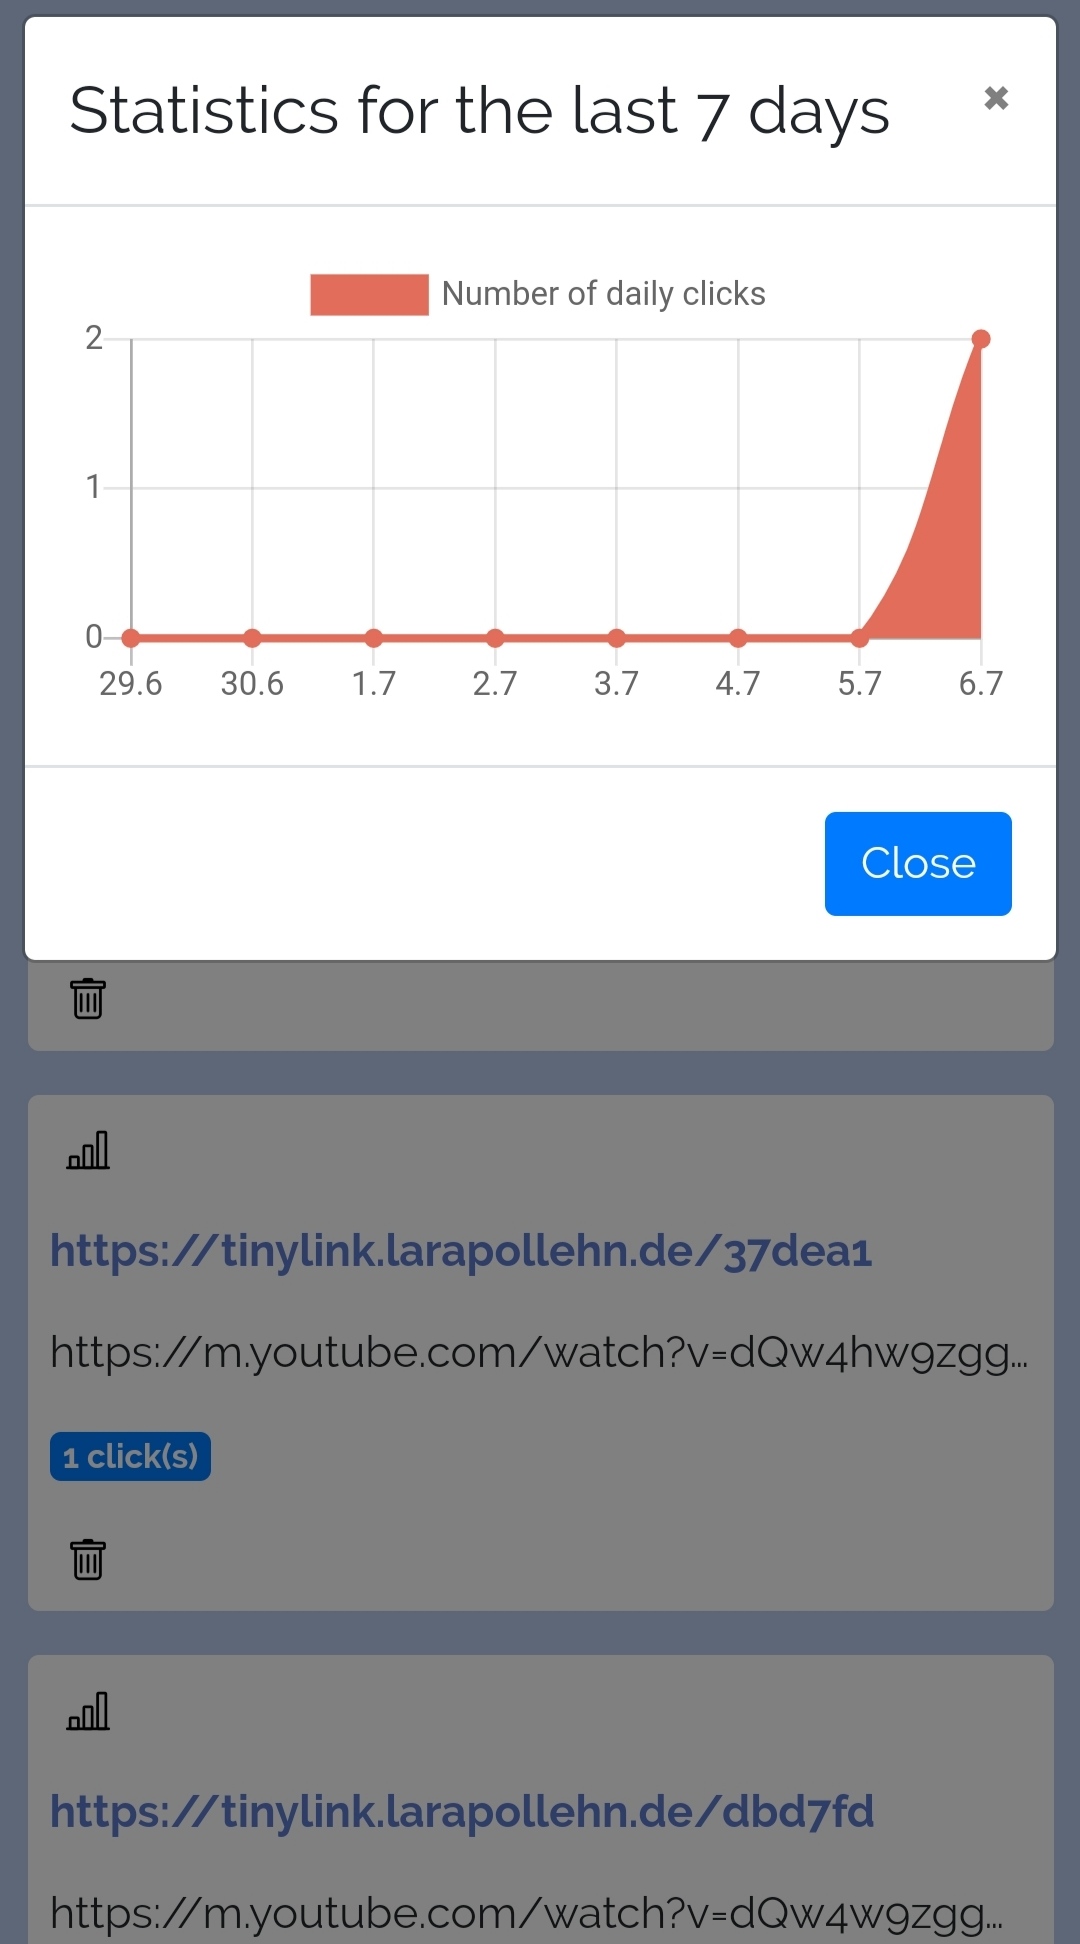 Statistics for the last 7 days
×
Number of daily clicks
2
1
0
29.6 30.6 1.7 2.7 3.7 4.7 5.7 6.7
Close
https://tinylink.larapollehn.de/37dea1
https://m.youtube.com/watch?v=dQw4hw9zgg...
1 click(s)
https://tinylink.larapollehn.de/dbd7fd
https://m.youtube.com/watch?v=dQw4w9zgg...